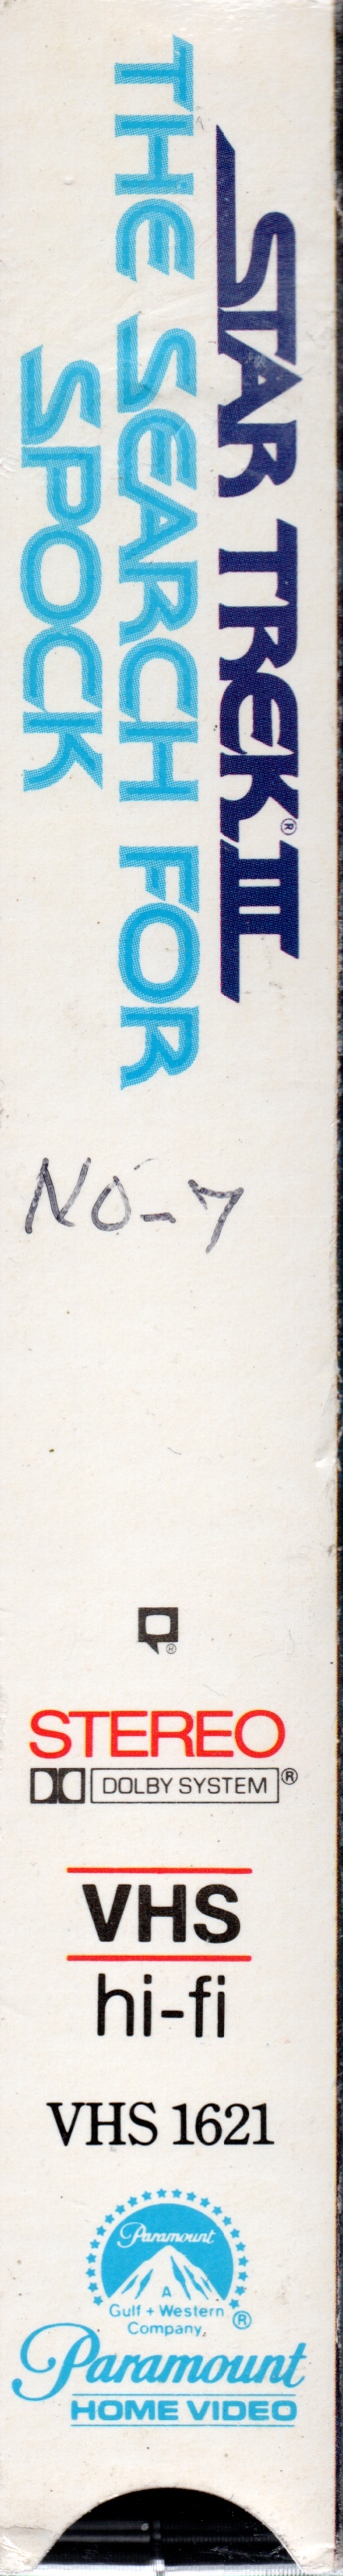 STAR TREK® III
THE SEARCH FOR
SPOCK
NO-7
®
STEREO
DOLBY SYSTEM ®
VHS
hi-fi
VHS 1621
Paramount
A
Gulf + Western
Company ®
Paramount
HOME VIDEO